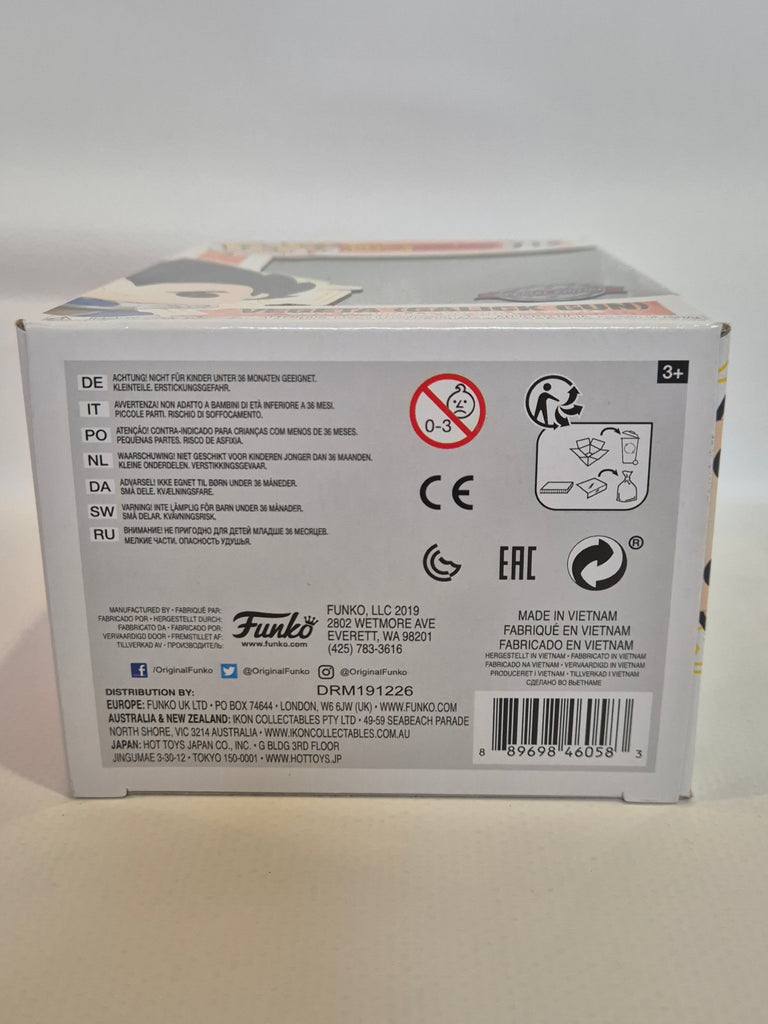 VEGETA (GALICK GUN)
3+
DE ACHTUNG! NICHT FÜR KINDER UNTER 36 MONATEN GEEIGNET.
KLEINTEILE. ERSTICKUNGSGEFAHR.
IT AVVERTENZA! NON ADATTO A BAMBINI DI ETÀ INFERIORE A 36 MESI.
PICCOLE PARTI. RISCHIO DI SOFFOCAMENTO.
PO ATENÇÃO! CONTRA-INDICADO PARA CRIANÇAS COM MENOS DE 36 MESES.
PEQUENAS PARTES. RISCO DE ASFIXIA.
NL WAARSCHUWING! NIET GESCHIKT VOOR KINDEREN JONGER DAN 36 MAANDEN.
KLEINE ONDERDELEN. VERSTIKKINGSGEVAAR.
DA ADVARSEL! IKKE EGNET TIL BØRN UNDER 36 MÅNEDER.
SMÅ DELE. KVÆLNINGSFARE.
SW VARNING! INTE LÄMPLIG FÖR BARN UNDER 36 MÅNADER.
SMÅ DELAR. KVÄVNINGSRISK.
RU ВНИМАНИЕ! НЕ ПРИГОДНО ДЛЯ ДЕТЕЙ МЛАДШЕ 36 МЕСЯЦЕВ.
МЕЛКИЕ ЧАСТИ. ОПАСНОСТЬ УДУШЬЯ.
0-3
CE
EAC
®
MANUFACTURED BY • FABRIQUÉ PAR:
FABRICADO POR • HERGESTELLT DURCH:
FABBRICATO DA • FABRICADO POR:
VERVAARDIGD DOOR • FREMSTILLET AF:
TILLVERKAD AV • ПРОИЗВОДИТЕЛЬ:
Funko
www.funko.com
FUNKO, LLC 2019
2802 WETMORE AVE
EVERETT, WA 98201
(425) 783-3616
/OriginalFunko @OriginalFunko @OriginalFunko
DRM191226
DISTRIBUTION BY:
EUROPE: FUNKO UK LTD • PO BOX 74644 • LONDON, W6 6JW (UK) • WWW.FUNKO.COM
AUSTRALIA & NEW ZEALAND: IKON COLLECTABLES PTY LTD • 49-59 SEABEACH PARADE
NORTH SHORE, VIC 3214 AUSTRALIA • WWW.IKONCOLLECTABLES.COM.AU
JAPAN: HOT TOYS JAPAN CO., INC. • G BLDG 3RD FLOOR
JINGUMAE 3-30-12 • TOKYO 150-0001 • WWW.HOTTOYS.JP
MADE IN VIETNAM
FABRIQUÉ EN VIETNAM
FABRICADO EN VIETNAM
HERGESTELLT IN VIETNAM • FABBRICATO IN VIETNAM
FABRICADO NA VIETNAM • VERVAARDIGD IN VIETNAM
PRODUCERET I VIETNAM • TILLVERKAD I VIETNAM
СДЕЛАНО ВО ВЬЕТНАМЕ
8 89698 46058 3